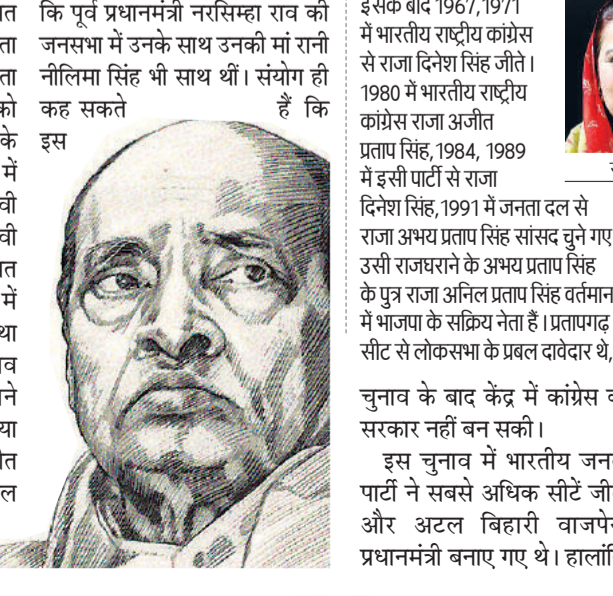 त
ता
ता
को
के
में
वी
वी
त
में
था
व
ने
या
त
ल
कि पूर्व प्रधानमंत्री नरसिम्हा राव की
जनसभा में उनके साथ उनकी मां रानी
नीलिमा सिंह भी साथ थीं। संयोग ही
कह सकते हैं कि
इस
इसके बाद 1967,1971
में भारतीय राष्ट्रीय कांग्रेस
से राजा दिनेश सिंह जीते।
1980 में भारतीय राष्ट्रीय
कांग्रेस राजा अजीत
प्रताप सिंह,1984, 1989
में इसी पार्टी से राजा
दिनेश सिंह,1991 में जनता दल से
राजा अभय प्रताप सिंह सांसद चुने गए
उसी राजघराने के अभय प्रताप सिंह
के पुत्र राजा अनिल प्रताप सिंह वर्तमान
में भाजपा के सक्रिय नेता हैं। प्रतापगढ़
सीट से लोकसभा के प्रबल दावेदार थे,
चुनाव के बाद केंद्र में कांग्रेस
सरकार नहीं बन सकी।
इस चुनाव में भारतीय
पार्टी ने सबसे अधिक सीटें
और अटल बिहारी
प्रधानमंत्री बनाए गए थे।